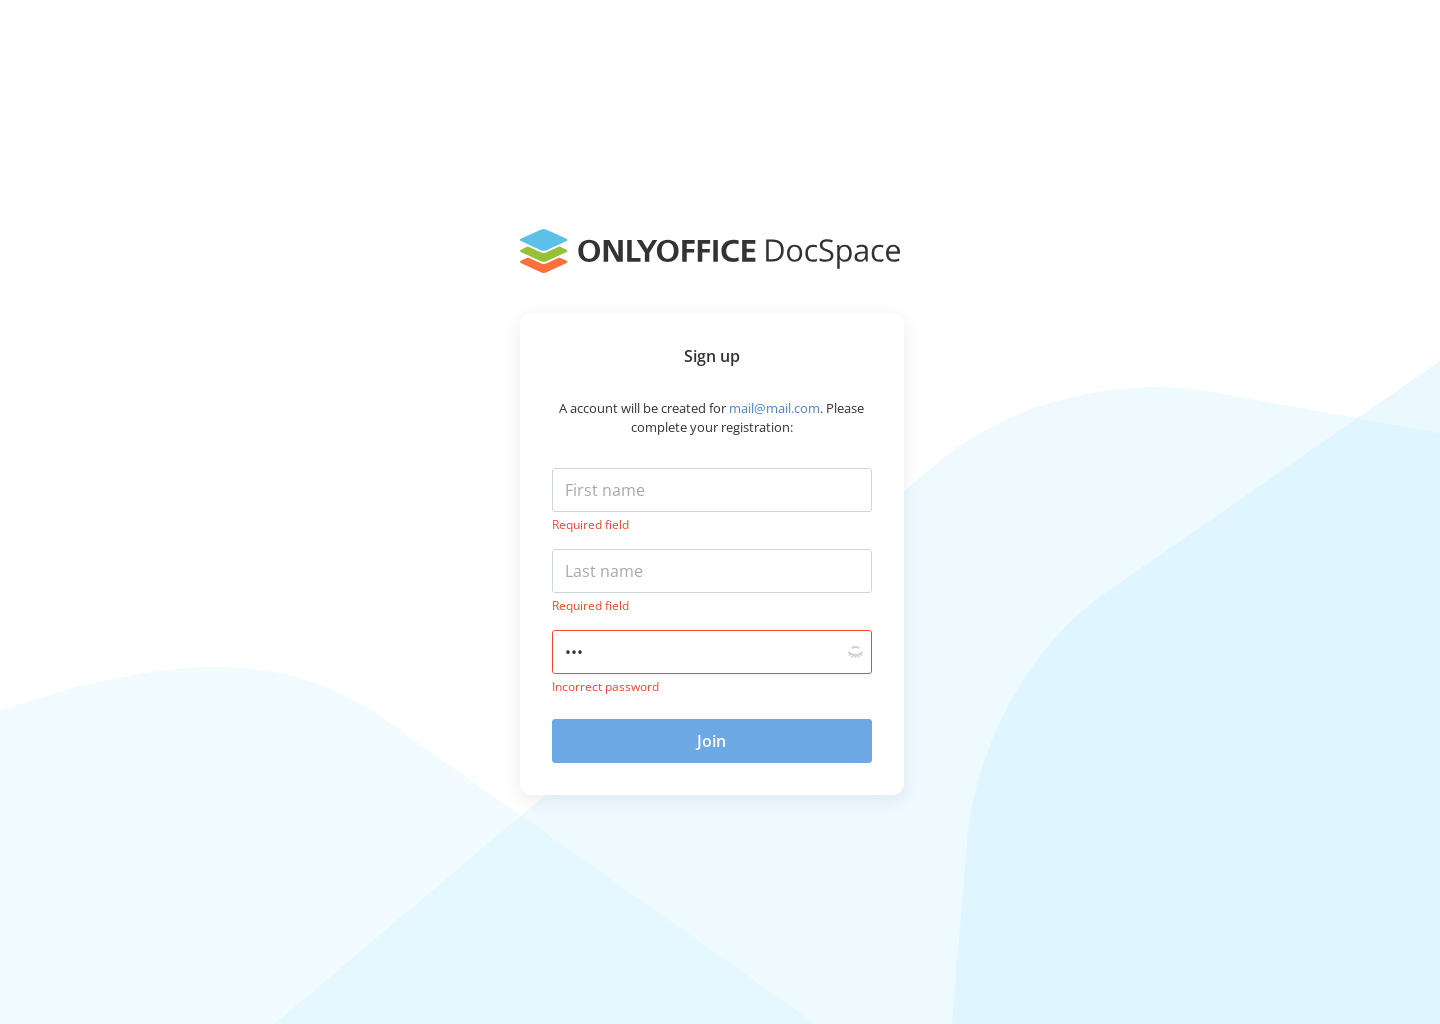 ONLYOFFICE DocSpace
Sign up
A account will be created for mail@mail.com. Please
complete your registration:
First name
Required field
Last name
Required field
•••
Incorrect password
Join